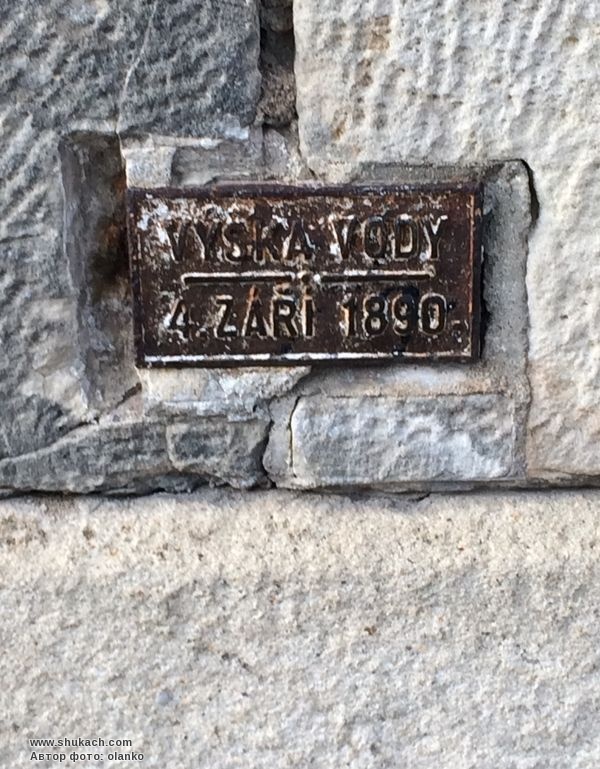 VÝŠKA VODY
4. ZÁŘÍ 1890.
www.shukach.com
Автор фото: olanko